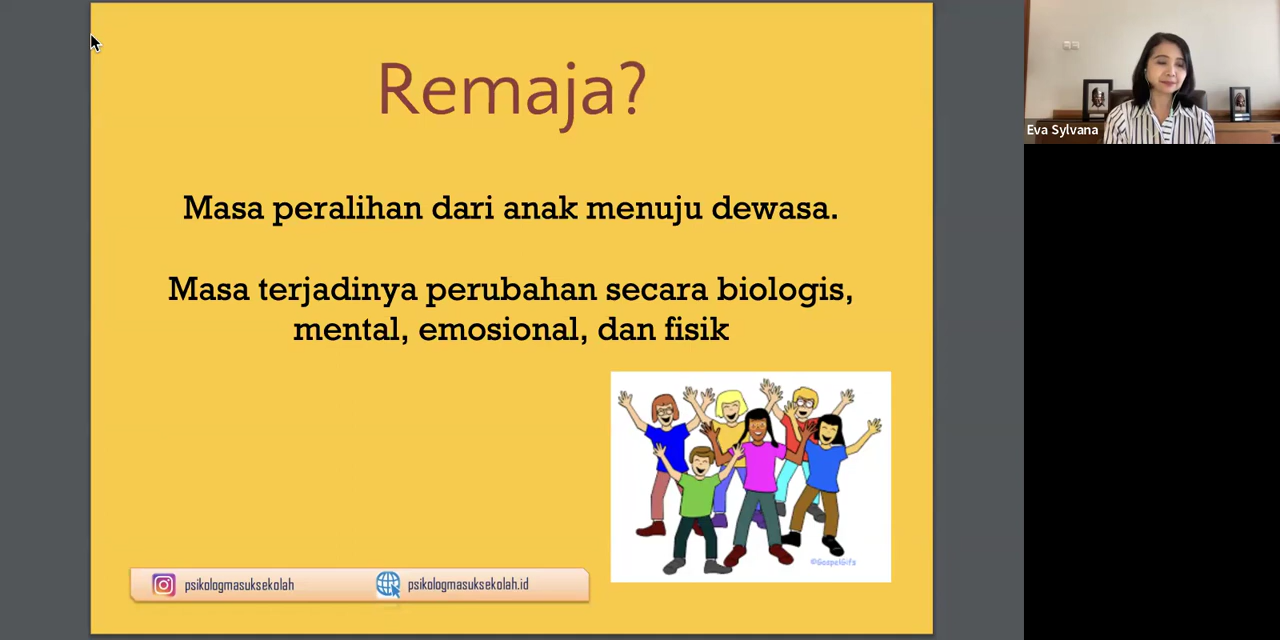 Remaja?
Masa peralihan dari anak menuju dewasa.
Masa terjadinya perubahan secara biologis,
mental, emosional, dan fisik
©GospelGifs
psikologmasuksekolah
psikologmasuksekolah.id
Eva Sylvana